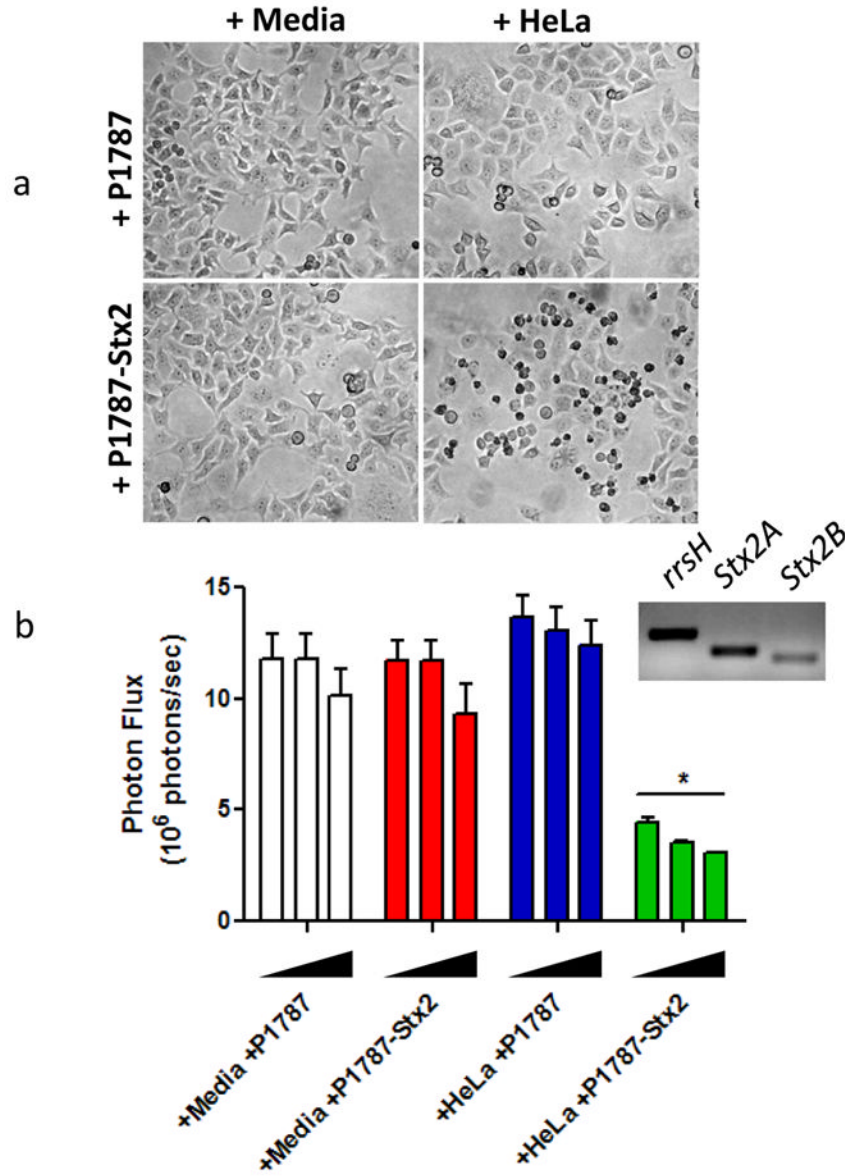 + Media
+ HeLa
a
+ P1787
+ P1787-Stx2
rrsH
Stx2A
Stx2B
b
Photon Flux
(10⁶ photons/sec)
15
10
5
0
*
+Media +P1787
+Media +P1787-Stx2
+HeLa +P1787
+HeLa +P1787-Stx2